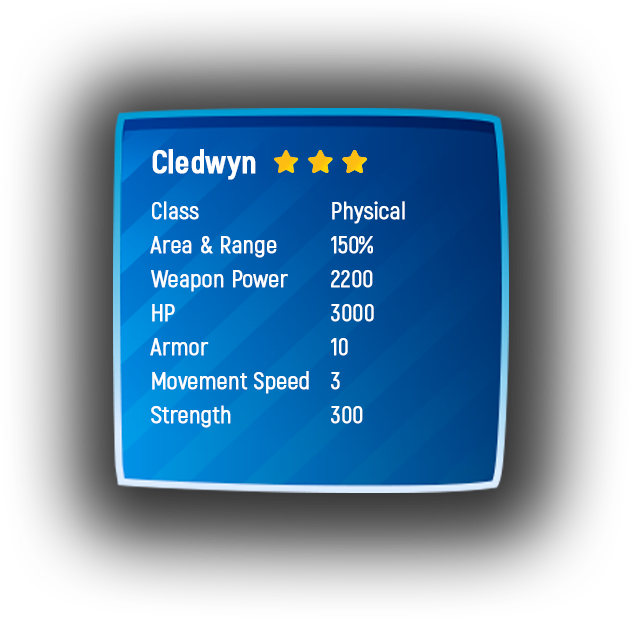 Cledwyn
Class Physical
Area & Range 150%
Weapon Power 2200
HP 3000
Armor 10
Movement Speed 3
Strength 300